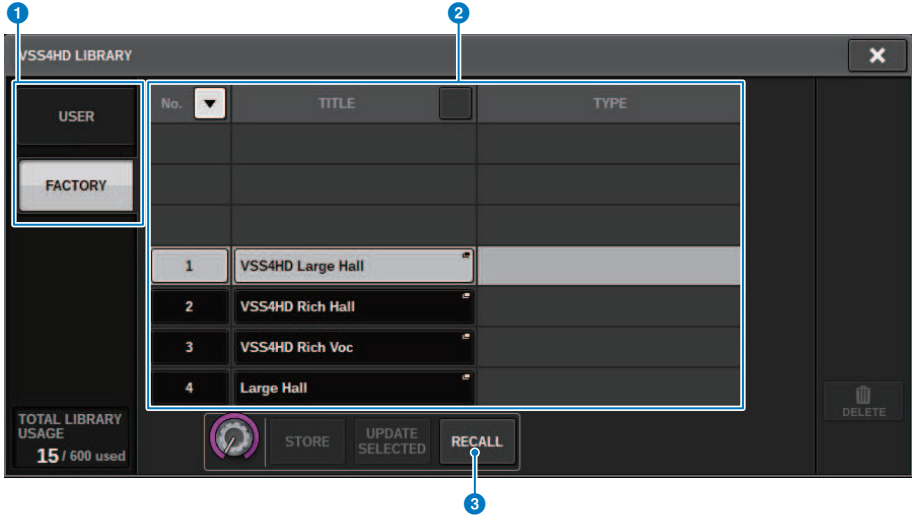 1
2
VSS4HD LIBRARY
USER
FACTORY
No.
TITLE
TYPE
1
VSS4HD Large Hall
2
VSS4HD Rich Hall
3
VSS4HD Rich Voc
4
Large Hall
DELETE
TOTAL LIBRARY
USAGE
15 / 600 used
STORE
UPDATE
SELECTED
RECALL
3